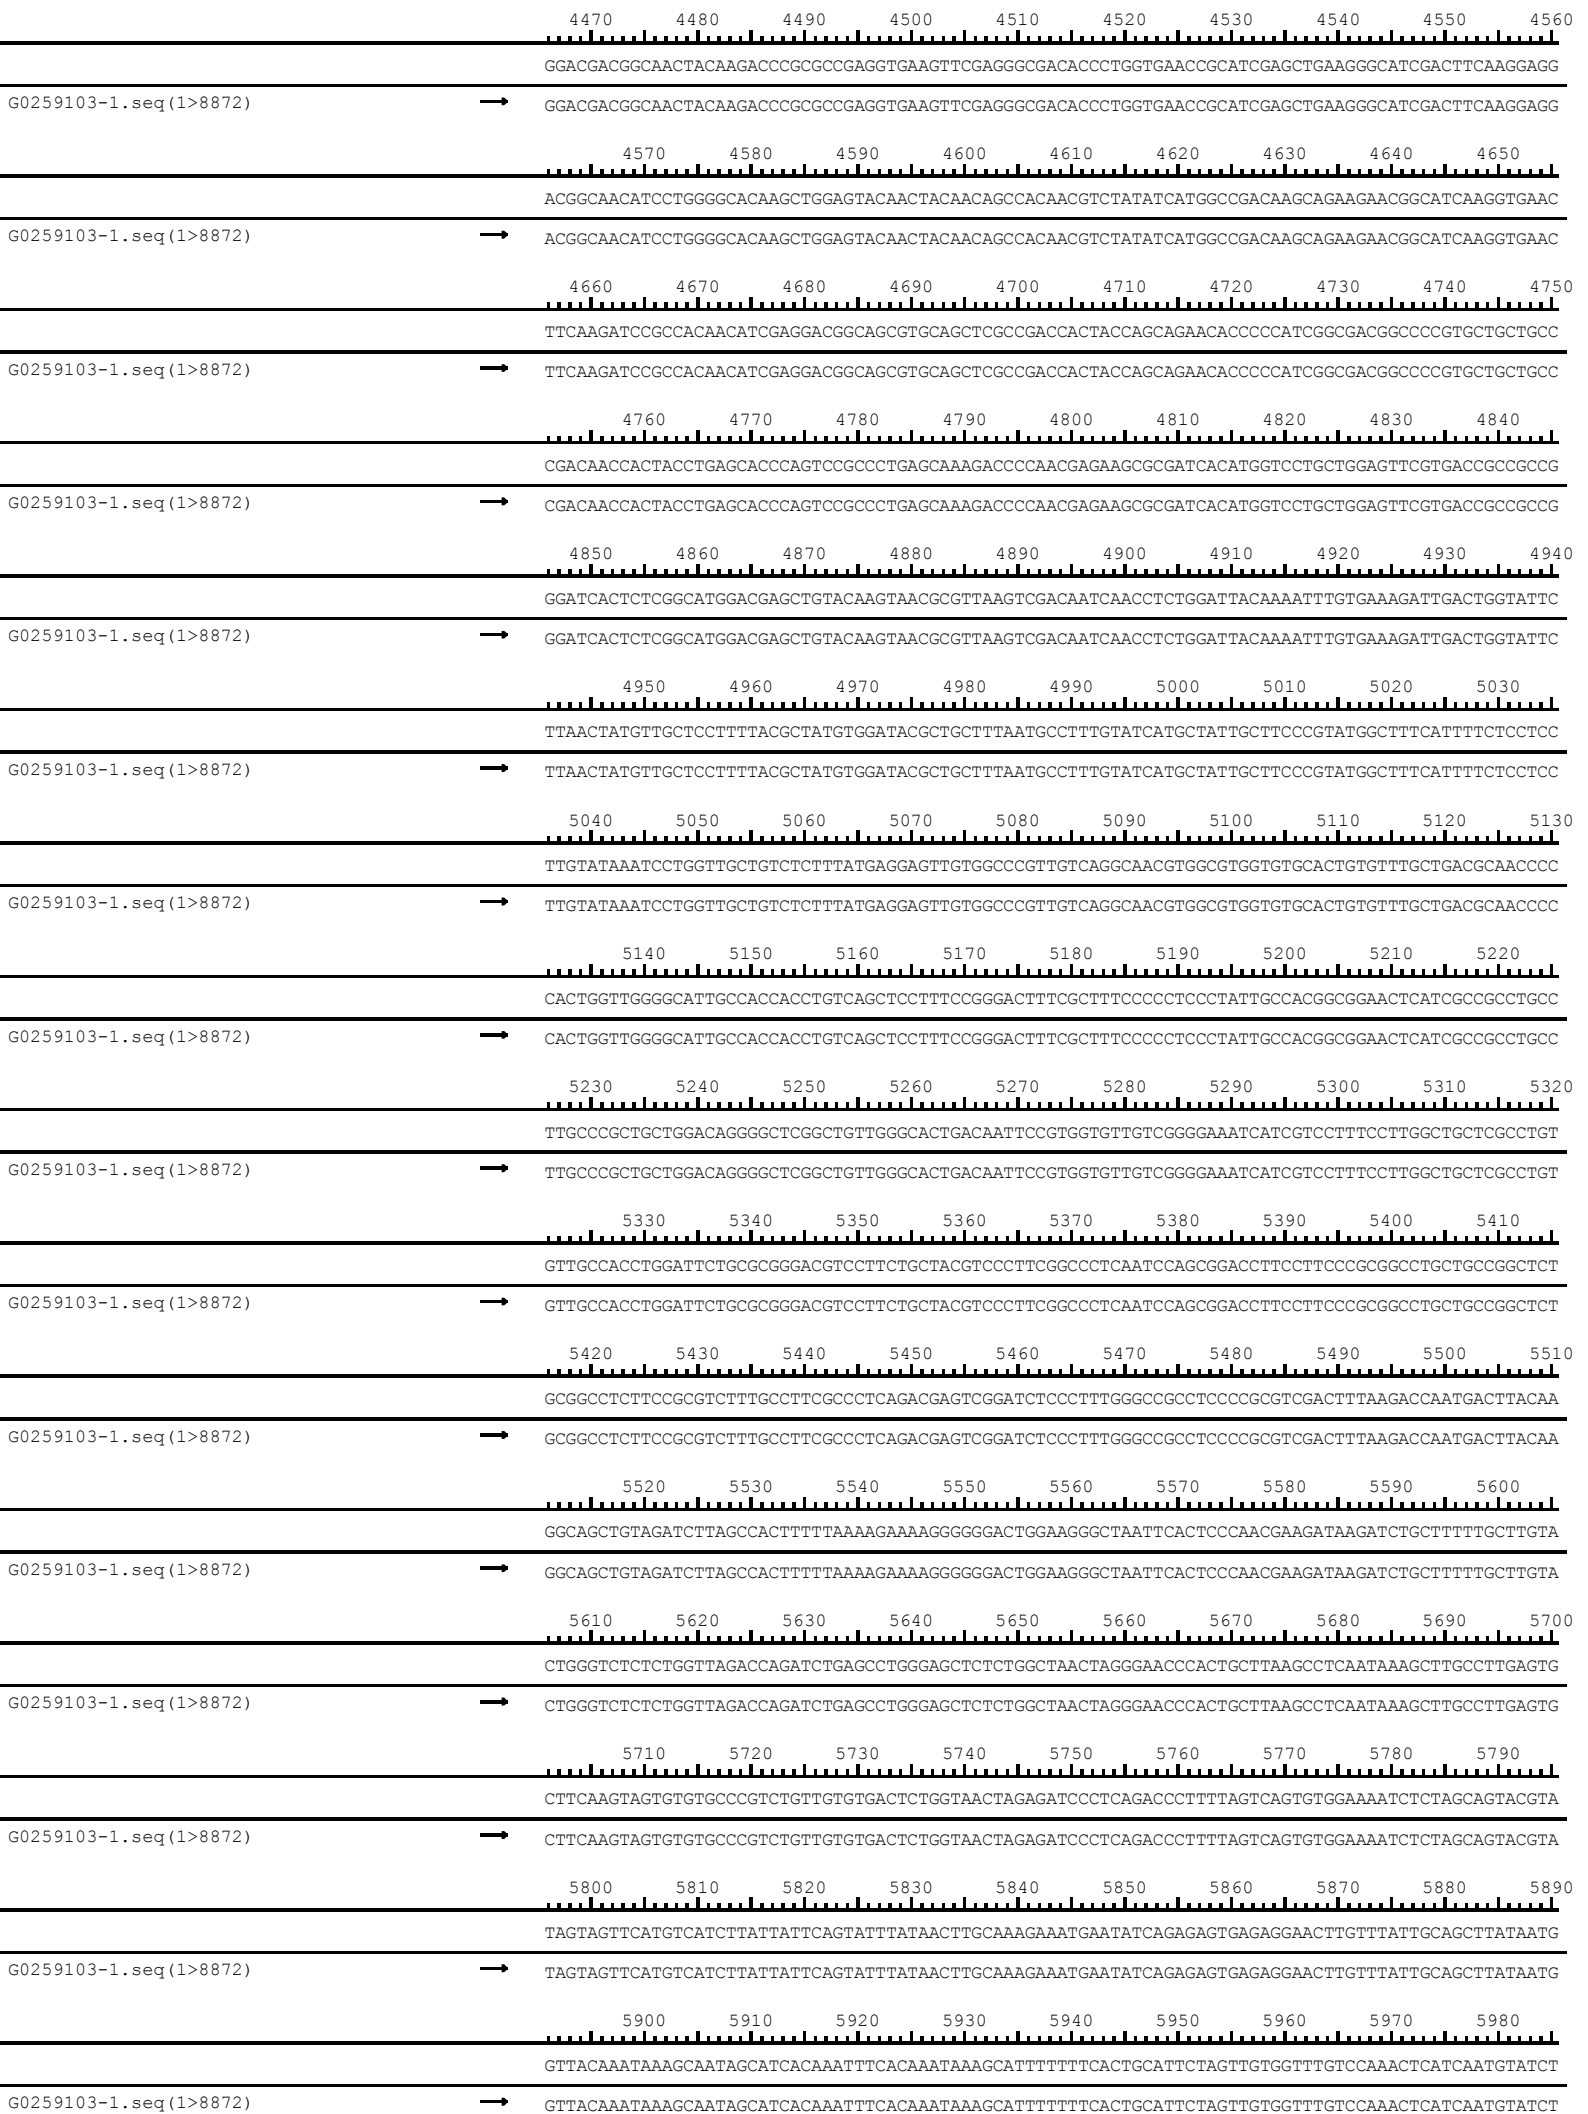 4470 4480 4490 4500 4510 4520 4530 4540 4550 4560
GGACGACGGCAACTACAAGACCCGCGCCGAGGTGAAGTTCGAGGGCGACACCCTGGTGAACCGCATCGAGCTGAAGGGCATCGACTTCAAGGAGG
G0259103-1.seq(1>8872) → GGACGACGGCAACTACAAGACCCGCGCCGAGGTGAAGTTCGAGGGCGACACCCTGGTGAACCGCATCGAGCTGAAGGGCATCGACTTCAAGGAGG
4570 4580 4590 4600 4610 4620 4630 4640 4650
ACGGCAACATCCTGGGGCACAAGCTGGAGTACAACTACAACAGCCACAACGTCTATATCATGGCCGACAAGCAGAAGAACGGCATCAAGGTGAAC
G0259103-1.seq(1>8872) → ACGGCAACATCCTGGGGCACAAGCTGGAGTACAACTACAACAGCCACAACGTCTATATCATGGCCGACAAGCAGAAGAACGGCATCAAGGTGAAC
4660 4670 4680 4690 4700 4710 4720 4730 4740 4750
TTCAAGATCCGCCACAACATCGAGGACGGCAGCGTGCAGCTCGCCGACCACTACCAGCAGAACACCCCCATCGGCGACGGCCCCGTGCTGCTGCC
G0259103-1.seq(1>8872) → TTCAAGATCCGCCACAACATCGAGGACGGCAGCGTGCAGCTCGCCGACCACTACCAGCAGAACACCCCCATCGGCGACGGCCCCGTGCTGCTGCC
4760 4770 4780 4790 4800 4810 4820 4830 4840
CGACAACCACTACCTGAGCACCCAGTCCGCCCTGAGCAAAGACCCCAACGAGAAGCGCGATCACATGGTCCTGCTGGAGTTCGTGACCGCCGCCG
G0259103-1.seq(1>8872) → CGACAACCACTACCTGAGCACCCAGTCCGCCCTGAGCAAAGACCCCAACGAGAAGCGCGATCACATGGTCCTGCTGGAGTTCGTGACCGCCGCCG
4850 4860 4870 4880 4890 4900 4910 4920 4930 4940
GGATCACTCTCGGCATGGACGAGCTGTACAAGTAACGCGTTAAGTCGACAATCAACCTCTGGATTACAAAATTTGTGAAAGATTGACTGGTATTC
G0259103-1.seq(1>8872) → GGATCACTCTCGGCATGGACGAGCTGTACAAGTAACGCGTTAAGTCGACAATCAACCTCTGGATTACAAAATTTGTGAAAGATTGACTGGTATTC
4950 4960 4970 4980 4990 5000 5010 5020 5030
TTAACTATGTTGCTCCTTTTACGCTATGTGGATACGCTGCTTTAATGCCTTTGTATCATGCTATTGCTTCCCGTATGGCTTTCATTTTCTCCTCC
G0259103-1.seq(1>8872) → TTAACTATGTTGCTCCTTTTACGCTATGTGGATACGCTGCTTTAATGCCTTTGTATCATGCTATTGCTTCCCGTATGGCTTTCATTTTCTCCTCC
5040 5050 5060 5070 5080 5090 5100 5110 5120 5130
TTGTATAAATCCTGGTTGCTGTCTCTTTATGAGGAGTTGTGGCCCGTTGTCAGGCAACGTGGCGTGGTGTGCACTGTGTTTGCTGACGCAACCCC
G0259103-1.seq(1>8872) → TTGTATAAATCCTGGTTGCTGTCTCTTTATGAGGAGTTGTGGCCCGTTGTCAGGCAACGTGGCGTGGTGTGCACTGTGTTTGCTGACGCAACCCC
5140 5150 5160 5170 5180 5190 5200 5210 5220
CACTGGTTGGGGCATTGCCACCACCTGTCAGCTCCTTTCCGGGACTTTCGCTTTCCCCCTCCCTATTGCCACGGCGGAACTCATCGCCGCCTGCC
G0259103-1.seq(1>8872) → CACTGGTTGGGGCATTGCCACCACCTGTCAGCTCCTTTCCGGGACTTTCGCTTTCCCCCTCCCTATTGCCACGGCGGAACTCATCGCCGCCTGCC
5230 5240 5250 5260 5270 5280 5290 5300 5310 5320
TTGCCCGCTGCTGGACAGGGGCTCGGCTGTTGGGCACTGACAATTCCGTGGTGTTGTCGGGGAAATCATCGTCCTTTCCTTGGCTGCTCGCCTGT
G0259103-1.seq(1>8872) → TTGCCCGCTGCTGGACAGGGGCTCGGCTGTTGGGCACTGACAATTCCGTGGTGTTGTCGGGGAAATCATCGTCCTTTCCTTGGCTGCTCGCCTGT
5330 5340 5350 5360 5370 5380 5390 5400 5410
GTTGCCACCTGGATTCTGCGCGGGACGTCCTTCTGCTACGTCCCTTCGGCCCTCAATCCAGCGGACCTTCCTTCCCGCGGCCTGCTGCCGGCTCT
G0259103-1.seq(1>8872) → GTTGCCACCTGGATTCTGCGCGGGACGTCCTTCTGCTACGTCCCTTCGGCCCTCAATCCAGCGGACCTTCCTTCCCGCGGCCTGCTGCCGGCTCT
5420 5430 5440 5450 5460 5470 5480 5490 5500 5510
GCGGCCTCTTCCGCGTCTTTGCCTTCGCCCTCAGACGAGTCGGATCTCCCTTTGGGCCGCCTCCCCGCGTCGACTTTAAGACCAATGACTTACAA
G0259103-1.seq(1>8872) → GCGGCCTCTTCCGCGTCTTTGCCTTCGCCCTCAGACGAGTCGGATCTCCCTTTGGGCCGCCTCCCCGCGTCGACTTTAAGACCAATGACTTACAA
5520 5530 5540 5550 5560 5570 5580 5590 5600
GGCAGCTGTAGATCTTAGCCACTTTTTAAAAGAAAAGGGGGGACTGGAAGGGCTAATTCACTCCCAACGAAGATAAGATCTGCTTTTTGCTTGTA
G0259103-1.seq(1>8872) → GGCAGCTGTAGATCTTAGCCACTTTTTAAAAGAAAAGGGGGGACTGGAAGGGCTAATTCACTCCCAACGAAGATAAGATCTGCTTTTTGCTTGTA
5610 5620 5630 5640 5650 5660 5670 5680 5690 5700
CTGGGTCTCTCTGGTTAGACCAGATCTGAGCCTGGGAGCTCTCTGGCTAACTAGGGAACCCACTGCTTAAGCCTCAATAAAGCTTGCCTTGAGTG
G0259103-1.seq(1>8872) → CTGGGTCTCTCTGGTTAGACCAGATCTGAGCCTGGGAGCTCTCTGGCTAACTAGGGAACCCACTGCTTAAGCCTCAATAAAGCTTGCCTTGAGTG
5710 5720 5730 5740 5750 5760 5770 5780 5790
CTTCAAGTAGTGTGTGCCCGTCTGTTGTGTGACTCTGGTAACTAGAGATCCCTCAGACCCTTTTAGTCAGTGTGGAAAATCTCTAGCAGTACGTA
G0259103-1.seq(1>8872) → CTTCAAGTAGTGTGTGCCCGTCTGTTGTGTGACTCTGGTAACTAGAGATCCCTCAGACCCTTTTAGTCAGTGTGGAAAATCTCTAGCAGTACGTA
5800 5810 5820 5830 5840 5850 5860 5870 5880 5890
TAGTAGTTCATGTCATCTTATTATTCAGTATTTATAACTTGCAAAGAAATGAATATCAGAGAGTGAGAGGAACTTGTTTATTGCAGCTTATAATG
G0259103-1.seq(1>8872) → TAGTAGTTCATGTCATCTTATTATTCAGTATTTATAACTTGCAAAGAAATGAATATCAGAGAGTGAGAGGAACTTGTTTATTGCAGCTTATAATG
5900 5910 5920 5930 5940 5950 5960 5970 5980
GTTACAAATAAAGCAATAGCATCACAAATTTCACAAATAAAGCATTTTTTTCACTGCATTCTAGTTGTGGTTTGTCCAAACTCATCAATGTATCT
G0259103-1.seq(1>8872) → GTTACAAATAAAGCAATAGCATCACAAATTTCACAAATAAAGCATTTTTTTCACTGCATTCTAGTTGTGGTTTGTCCAAACTCATCAATGTATCT